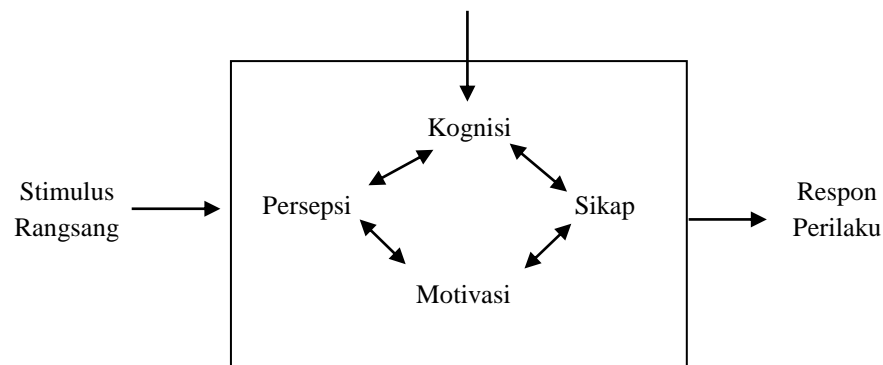 Kognisi
Stimulus
Rangsang
Persepsi
Sikap
Respon
Perilaku
Motivasi